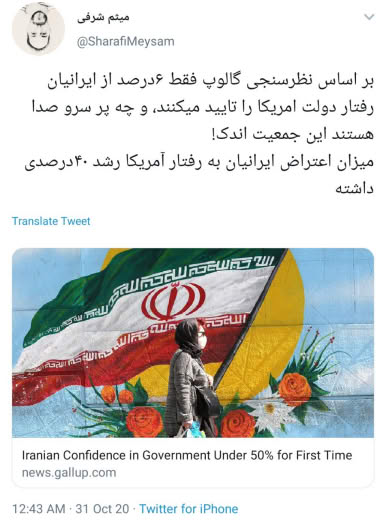 میثم شرفی
@SharafiMeysam
بر اساس نظرسنجی گالوپ فقط ۶درصد از ایرانیان
رفتار دولت امریکا را تایید میکنند، و چه پر سرو صدا
هستند این جمعیت اندک!
میزان اعتراض ایرانیان به رفتار آمریکا رشد ۴۰درصدی
داشته
Translate Tweet
Iranian Confidence in Government Under 50% for First Time
news.gallup.com
12:43 AM · 31 Oct 20 · Twitter for iPhone